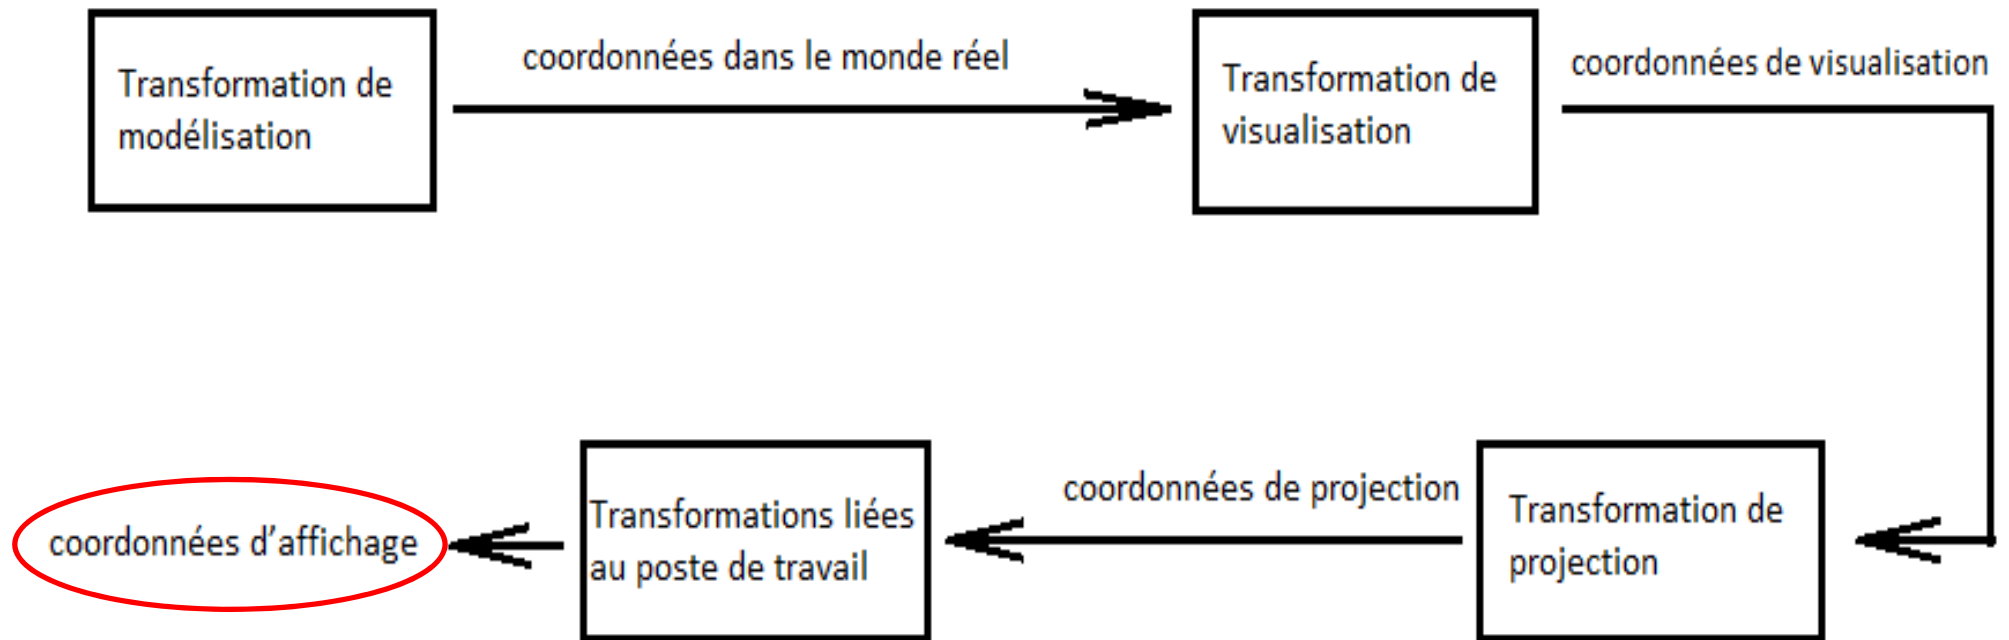 Transformation de
modélisation
coordonnées dans le monde réel
Transformation de
visualisation
coordonnées de visualisation
Transformation de
projection
coordonnées de projection
Transformations liées
au poste de travail
coordonnées d’affichage